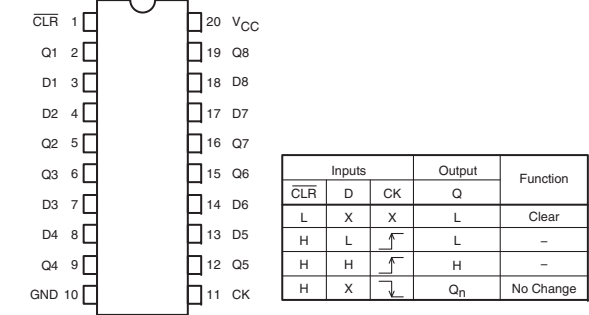 CLR 1
Q1 2
D1 3
D2 4
Q2 5
Q3 6
D3 7
D4 8
Q4 9
GND 10
20 VCC
19 Q8
18 D8
17 D7
16 Q7
15 Q6
14 D6
13 D5
12 Q5
11 CK
Inputs Output Function
CLR D CK Q
L X X L Clear
H L L –
H H H –
H X Qn No Change